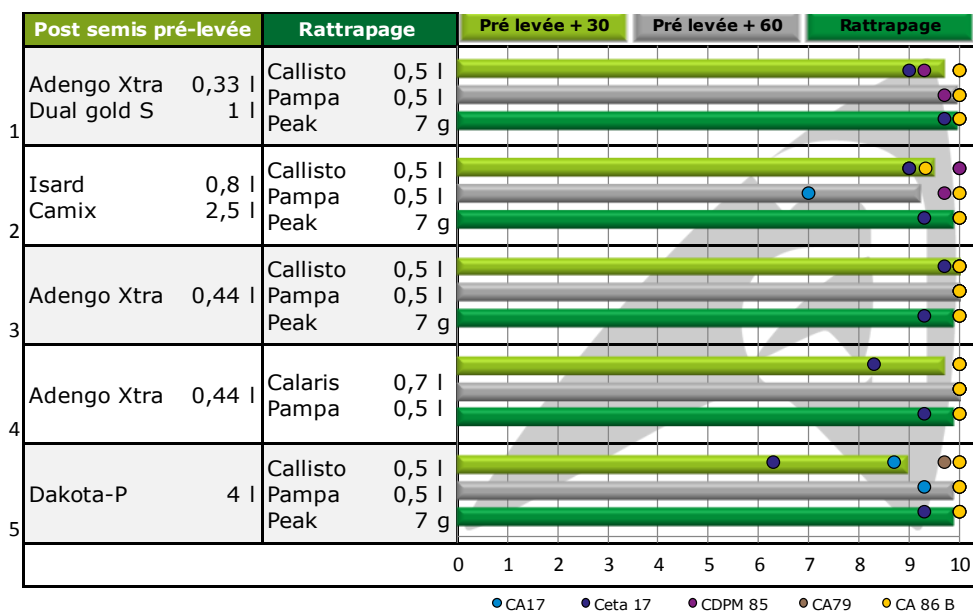 Post semis pré-levée Rattrapage Pré levée + 30 Pré levée + 60 Rattrapage
1 Adengo Xtra 0,33 l
Dual gold S 1 l
Callisto 0,5 l
Pampa 0,5 l
Peak 7 g
2 Isard 0,8 l
Camix 2,5 l
Callisto 0,5 l
Pampa 0,5 l
Peak 7 g
3 Adengo Xtra 0,44 l
Callisto 0,5 l
Pampa 0,5 l
Peak 7 g
4 Adengo Xtra 0,44 l
Calaris 0,7 l
Pampa 0,5 l
5 Dakota-P 4 l
Callisto 0,5 l
Pampa 0,5 l
Peak 7 g
0 1 2 3 4 5 6 7 8 9 10
CA17 Ceta 17 CDPM 85 CA79 CA 86 B